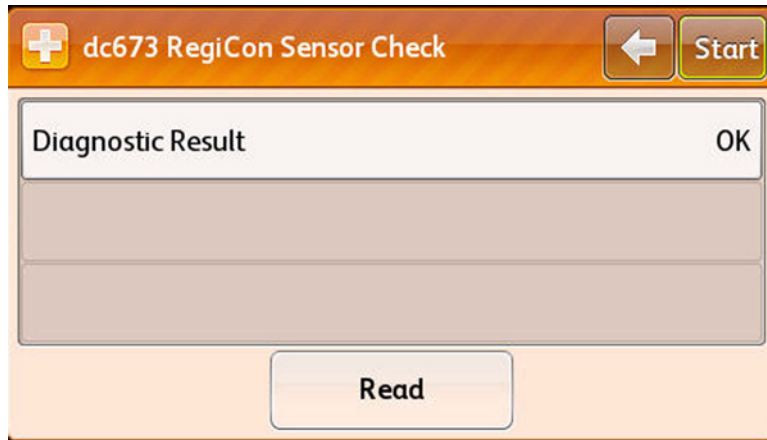 dc673 RegiCon Sensor Check
Start
Diagnostic Result OK
Read